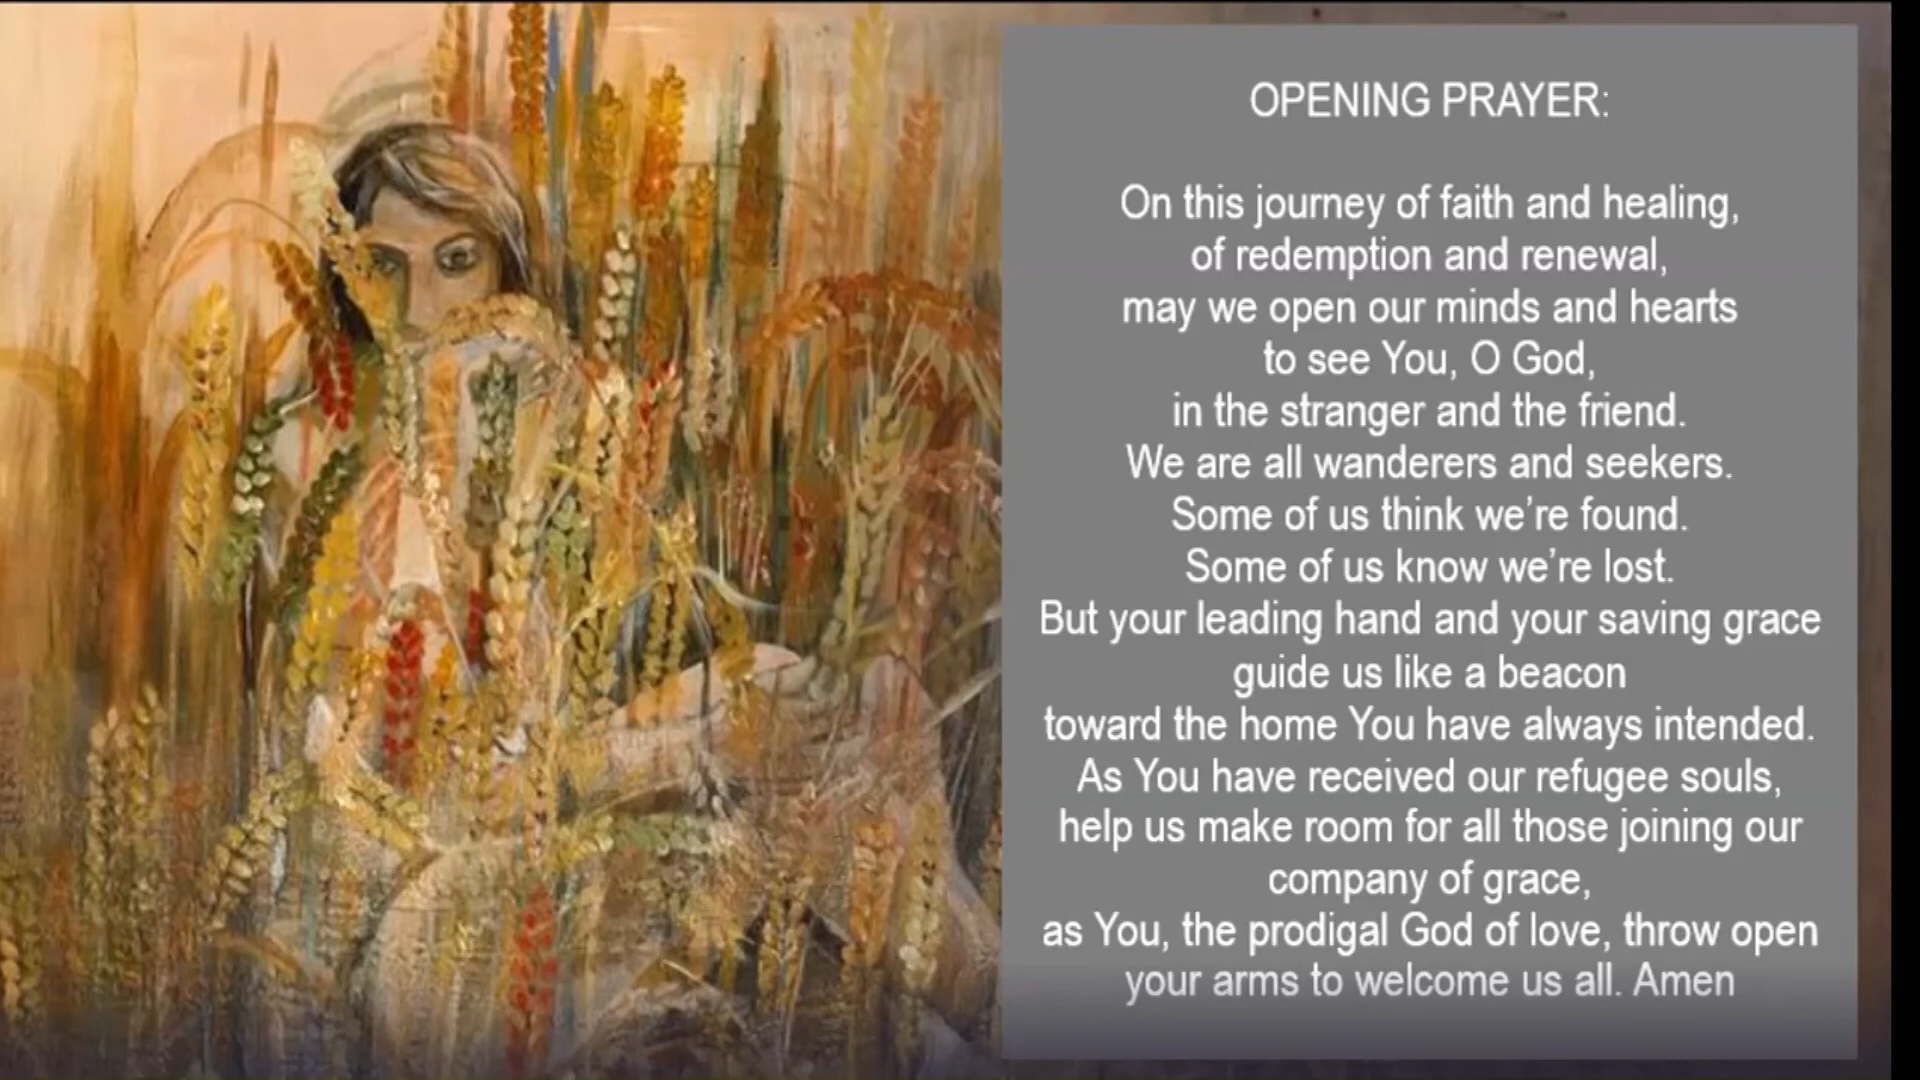 OPENING PRAYER:
On this journey of faith and healing,
of redemption and renewal,
may we open our minds and hearts
to see You, O God,
in the stranger and the friend.
We are all wanderers and seekers.
Some of us think we’re found.
Some of us know we’re lost.
But your leading hand and your saving grace
guide us like a beacon
toward the home You have always intended.
As You have received our refugee souls,
help us make room for all those joining our
company of grace,
as You, the prodigal God of love, throw open
your arms to welcome us all. Amen